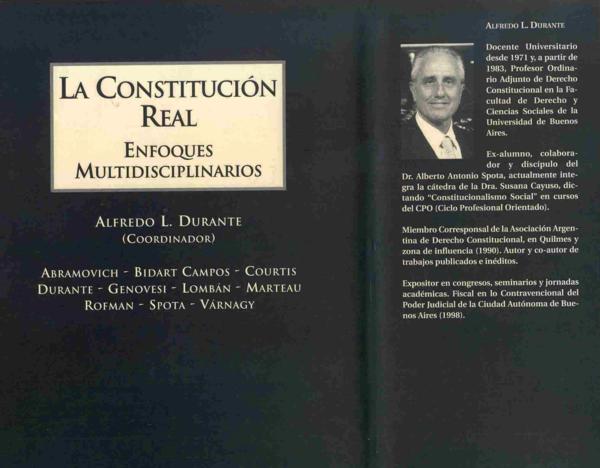 LA CONSTITUCIÓN
REAL
ENFOQUES
MULTIDISCIPLINARIOS
ALFREDO L. DURANTE
(COORDINADOR)
ABRAMOVICH - BIDART CAMPOS - COURTIS
DURANTE - GENOVESI - LOMBÁN - MARTEAU
ROFMAN - SPOTA - VÁRNAGY
ALFREDO L. DURANTE
Docente Universitario
desde 1971 y, a partir de
1983, Profesor Ordina-
rio Adjunto de Derecho
Constitucional en la Fa-
cultad de Derecho y
Ciencias Sociales de la
Universidad de Buenos
Aires.
Ex-alumno, colabora-
dor y discípulo del
Dr. Alberto Antonio Spota, actualmente inte-
gra la cátedra de la Dra. Susana Cayuso, dic-
tando “Constitucionalismo Social” en cursos
del CPO (Ciclo Profesional Orientado).
Miembro Corresponsal de la Asociación Argen-
tina de Derecho Constitucional, en Quilmes y
zona de influencia (1990). Autor y co-autor de
trabajos publicados e inéditos.
Expositor en congresos, seminarios y jornadas
académicas. Fiscal en lo Contravencional del
Poder Judicial de la Ciudad Autónoma de Bue-
nos Aires (1998).